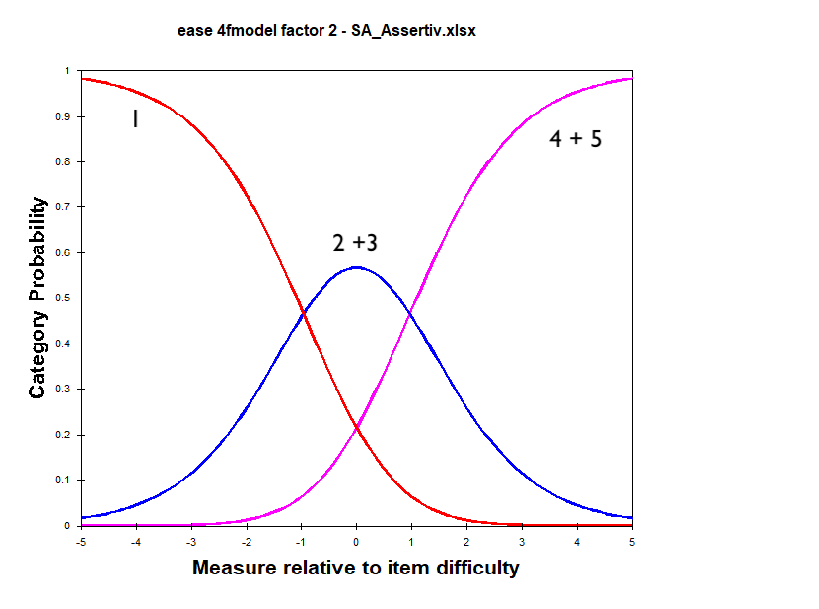 ease 4fmodel factor 2 - SA_Assertiv.xlsx
1
0.9
0.8
0.7
0.6
0.5
0.4
0.3
0.2
0.1
0
Category Probability
1
2 +3
4 + 5
-5 -4 -3 -2 -1 0 1 2 3 4 5
Measure relative to item difficulty